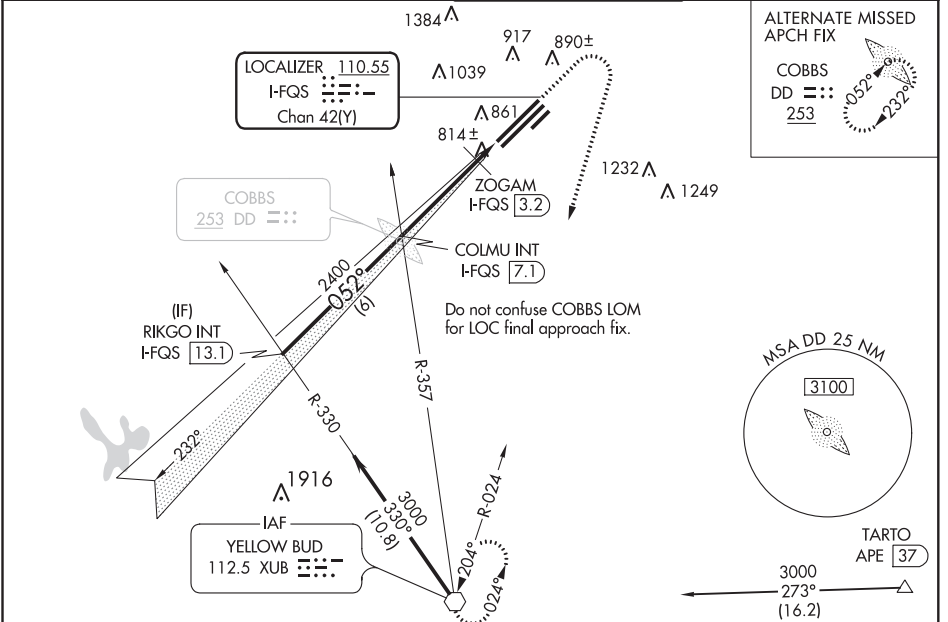 1384
917
890±
1039
861
814±
LOCALIZER 110.55
I-FQS
Chan 42(Y)
ALTERNATE MISSED
APCH FIX
COBBS
DD
253
052°
232°
1232
1249
ZOGAM
I-FQS 3.2
COBBS
253 DD
COLMU INT
I-FQS 7.1
2400
052°
(6)
Do not confuse COBBS LOM
for LOC final approach fix.
(IF)
RIKGO INT
I-FQS 13.1
MSA DD 25 NM
3100
R-357
R-330
232°
1916
3000
330°
(10.8)
R-024
204°
024°
IAF
YELLOW BUD
112.5 XUB
TARTO
APE 37
3000
273°
(16.2)